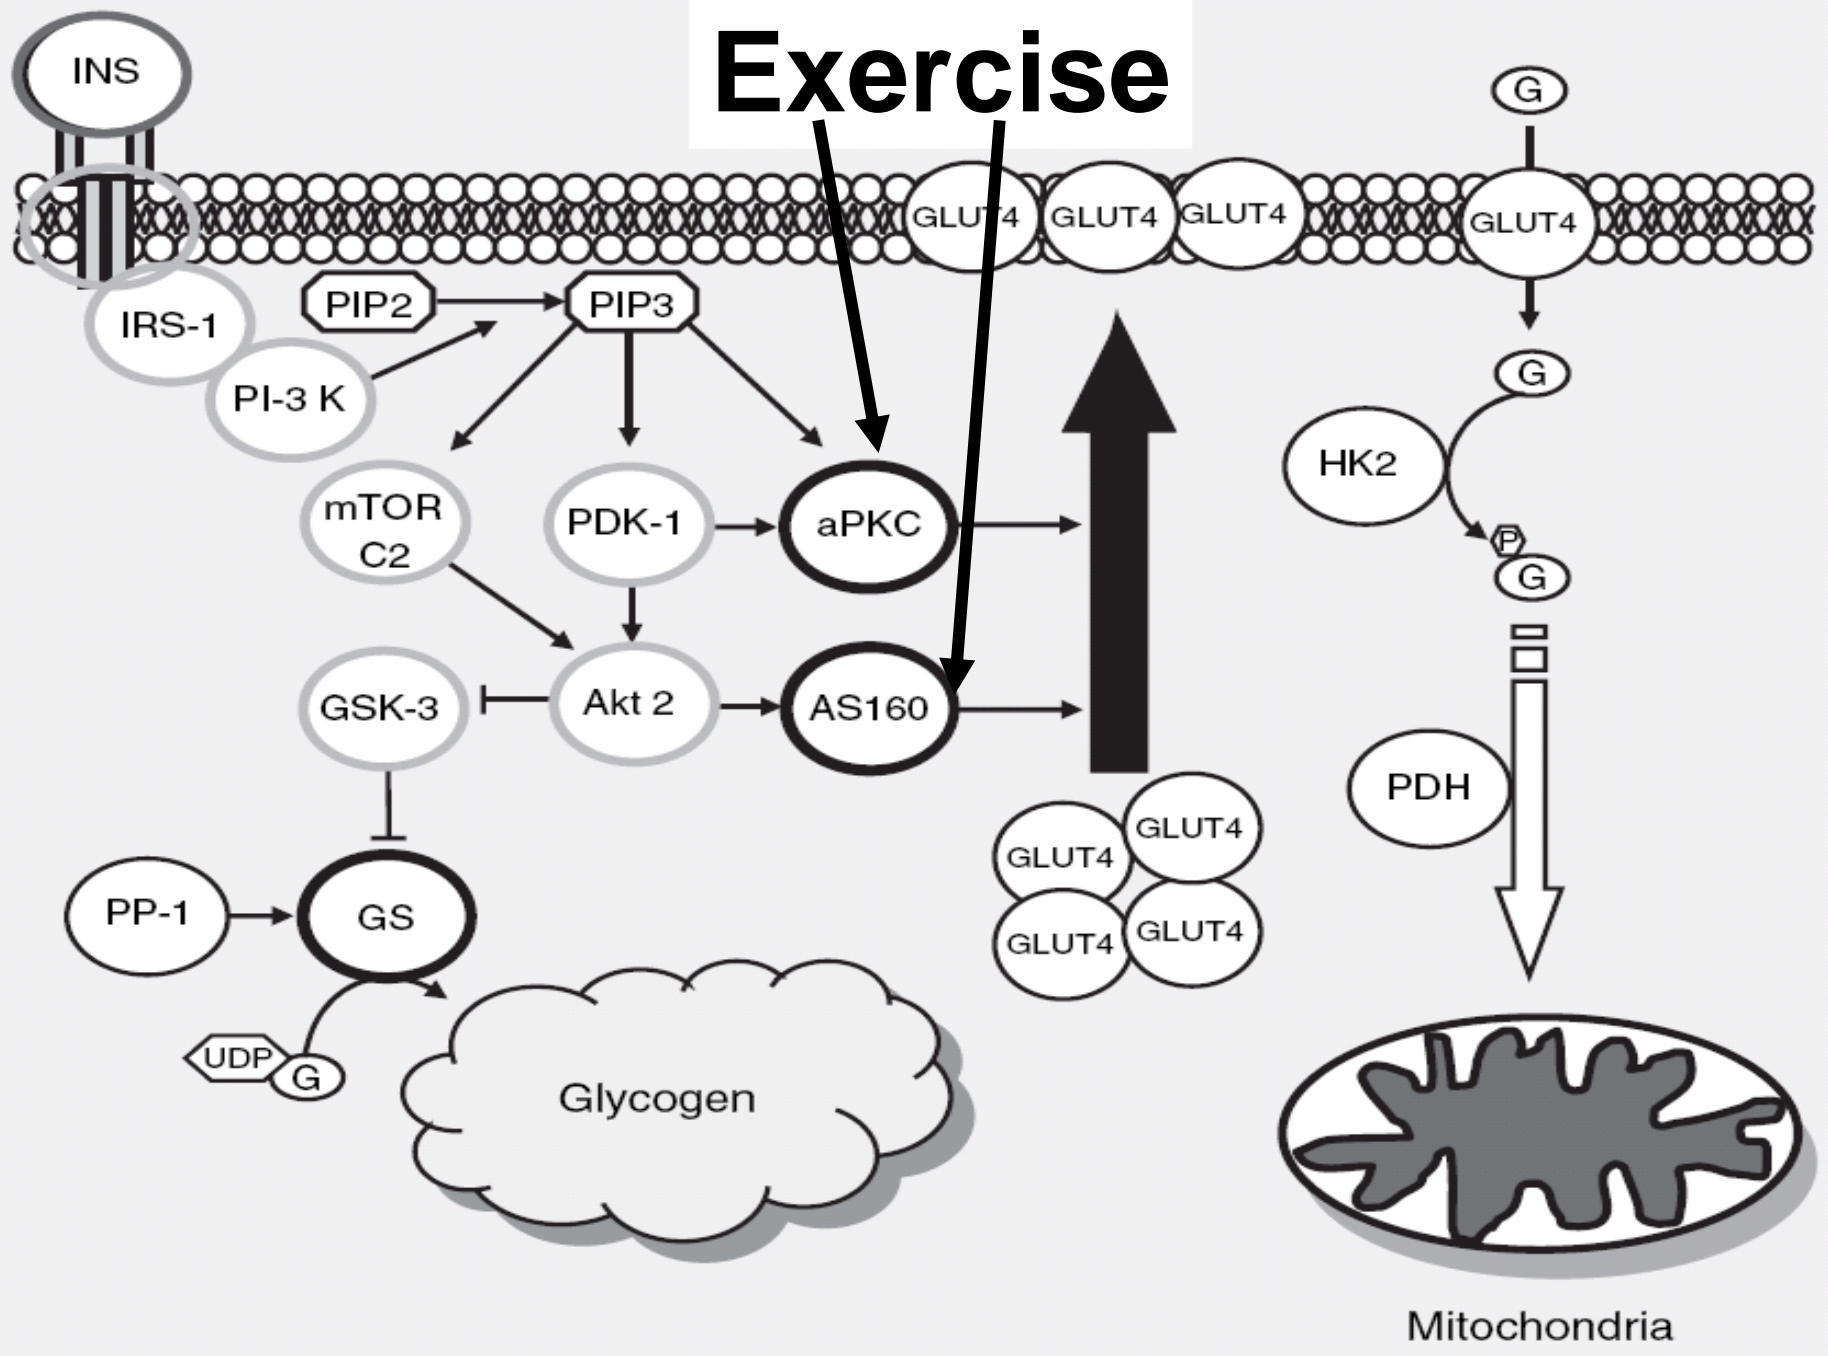 Exercise
INS
G
GLUT4
GLUT4
GLUT4
GLUT4
PIP2
PIP3
IRS-1
PI-3 K
G
HK2
mTOR
C2
PDK-1
aPKC
P
G
GSK-3
Akt 2
AS160
PDH
GLUT4
GLUT4
GLUT4
GLUT4
PP-1
GS
UDP
G
Glycogen
Mitochondria